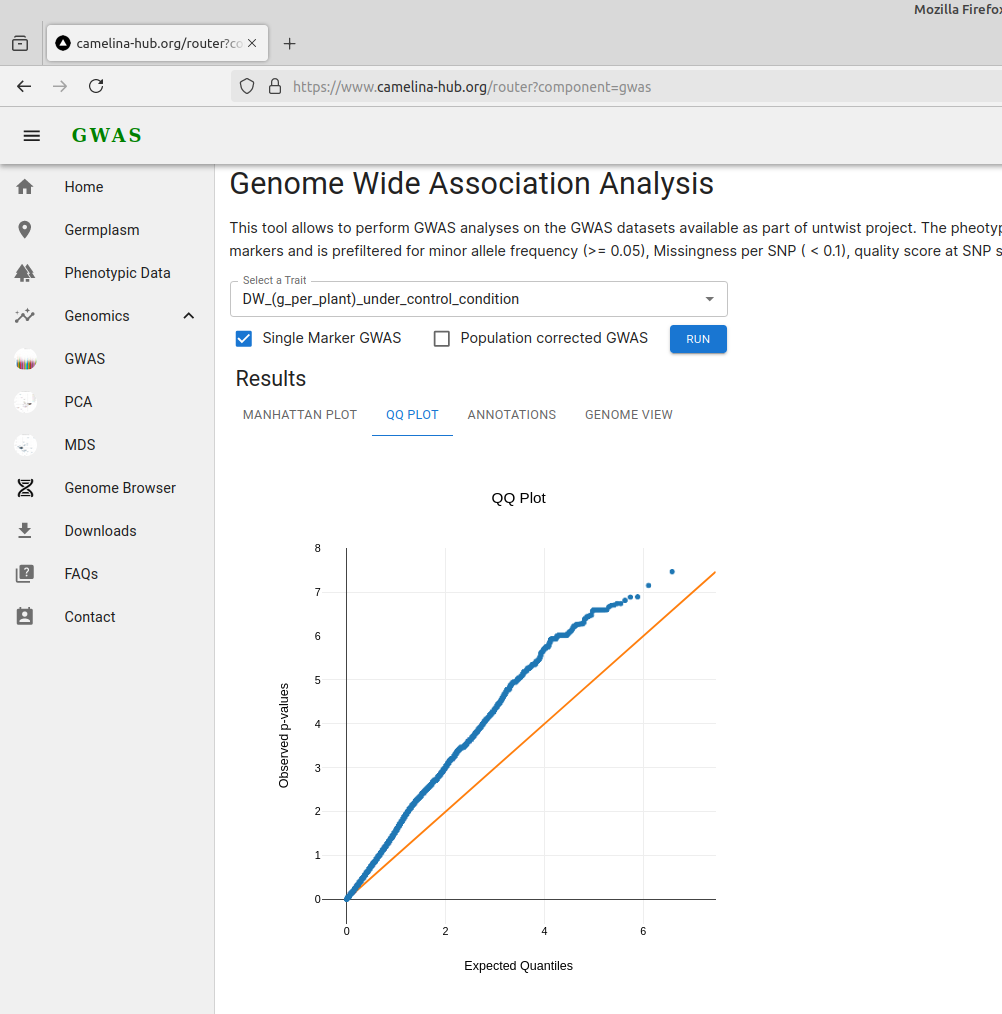 Mozilla Firefox
camelina-hub.org/router?co
https://www.camelina-hub.org/router?component=gwas
GWAS
Home
Germplasm
Phenotypic Data
Genomics
GWAS
PCA
MDS
Genome Browser
Downloads
FAQs
Contact
Genome Wide Association Analysis
This tool allows to perform GWAS analyses on the GWAS datasets available as part of untwist project. The pheotyp
markers and is prefiltered for minor allele frequency (>= 0.05), Missingness per SNP ( < 0.1), quality score at SNP s
Select a Trait
DW_(g_per_plant)_under_control_condition
Single Marker GWAS
Population corrected GWAS
RUN
Results
MANHATTAN PLOT
QQ PLOT
ANNOTATIONS
GENOME VIEW
QQ Plot
8
7
6
5
4
3
2
1
0
Observed p-values
0
2
4
6
Expected Quantiles